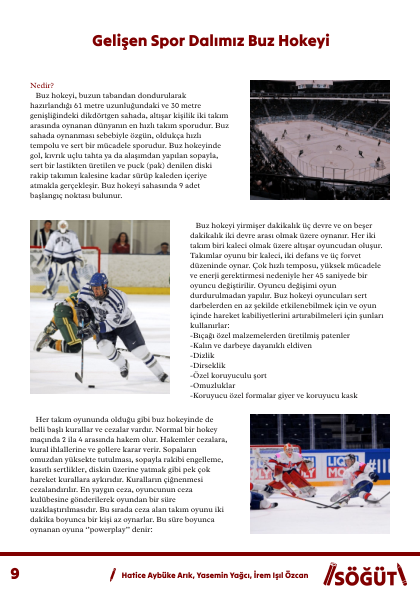 Gelişen Spor Dalımız Buz Hokeyi
Nedir?
Buz hokeyi, buzun tabandan dondurularak
hazırlandığı 61 metre uzunluğundaki ve 30 metre
genişliğindeki dikdörtgen sahada, altışar kişilik iki takım
arasında oynanan dünyanın en hızlı takım sporudur. Buz
sahada oynanması sebebiyle özgün, oldukça hızlı
tempolu ve sert bir mücadele sporudur. Buz hokeyinde
gol, kıvrık uçlu tahta ya da alaşımdan yapılan sopayla,
sert bir lastikten üretilen ve puck (pak) denilen diski
rakip takımın kalesine kadar sürüp kaleden içeriye
atmakla gerçekleşir. Buz hokeyi sahasında 9 adet
başlangıç noktası bulunur.
Buz hokeyi yirmişer dakikalık üç devre ve on beşer
dakikalık iki devre arası olmak üzere oynanır. Her iki
takım biri kaleci olmak üzere altışar oyuncudan oluşur.
Takımlar oyunu bir kaleci, iki defans ve üç forvet
düzeninde oynar. Çok hızlı temposu, yüksek mücadele
ve enerji gerektirmesi nedeniyle her 45 saniyede bir
oyuncu değiştirilir. Oyuncu değişimi oyun
durdurulmadan yapılır. Buz hokeyi oyuncuları sert
darbelerden en az şekilde etkilenebilmek için ve oyun
içinde hareket kabiliyetlerini artırabilmeleri için şunları
kullanırlar:
-Bıçağı özel malzemelerden üretilmiş patenler
-Kalın ve darbeye dayanıklı eldiven
-Dizlik
-Dirseklik
-Özel koruyuculu şort
-Omuzluklar
-Koruyucu özel formalar giyer ve koruyucu kask
Her takım oyununda olduğu gibi buz hokeyinde de
belli başlı kurallar ve cezalar vardır. Normal bir hokey
maçında 2 ila 4 arasında hakem olur. Hakemler cezalara,
kural ihlallerine ve gollere karar verir. Sopaların
omuzdan yüksekte tutulması, sopayla rakibi engelleme,
kasıtlı sertlikler, diskin üzerine yatmak gibi pek çok
hareket kurallara aykırıdır. Kuralların çiğnenmesi
cezalandırılır. En yaygın ceza, oyuncunun ceza
kulübesine gönderilerek oyundan bir süre
uzaklaştırılmasıdır. Bu sırada ceza alan takım oyunu iki
dakika boyunca bir kişi az oynarlar. Bu süre boyunca
oynanan oyuna "powerplay" denir:
9
Hatice Aybüke Arık, Yasemin Yağcı, İrem Işıl Özcan
SÖĞÜT